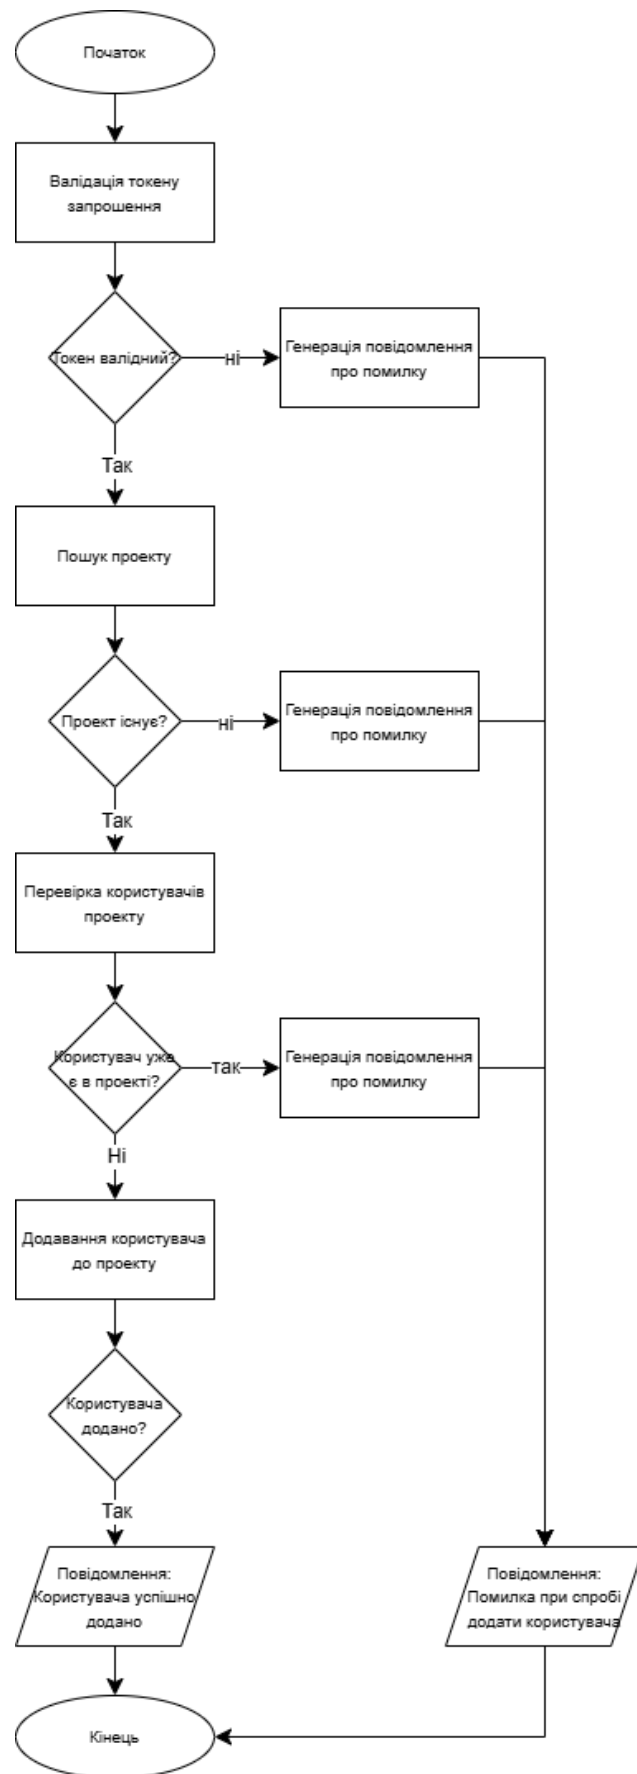 Початок
Валідація токену
запрошення
Токен валідний?
ні
Генерація повідомлення
про помилку
Так
Пошук проекту
Проект існує?
ні
Генерація повідомлення
про помилку
Так
Перевірка користувачів
проекту
Користувач уже
є в проекті?
так
Генерація повідомлення
про помилку
Ні
Додавання користувача
до проекту
Користувача
додано?
Так
Повідомлення:
Користувача успішно
додано
Повідомлення:
Помилка при спробі
додати користувача
Кінець